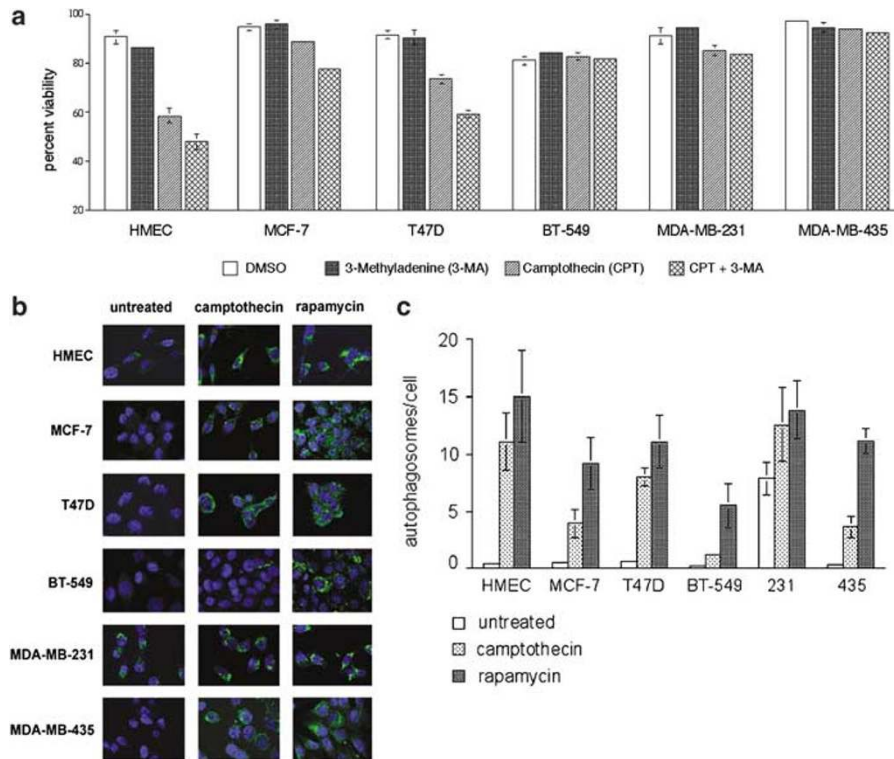 a
percent viability
100
80
60
40
20
HMEC MCF-7 T47D BT-549 MDA-MB-231 MDA-MB-435
DMSO 3-Methyladenine (3-MA) Camptothecin (CPT) CPT + 3-MA
b
untreated camptothecin rapamycin
HMEC
MCF-7
T47D
BT-549
MDA-MB-231
MDA-MB-435
c
autophagosomes/cell
20
15
10
5
0
HMEC MCF-7 T47D BT-549 231 435
untreated
camptothecin
rapamycin